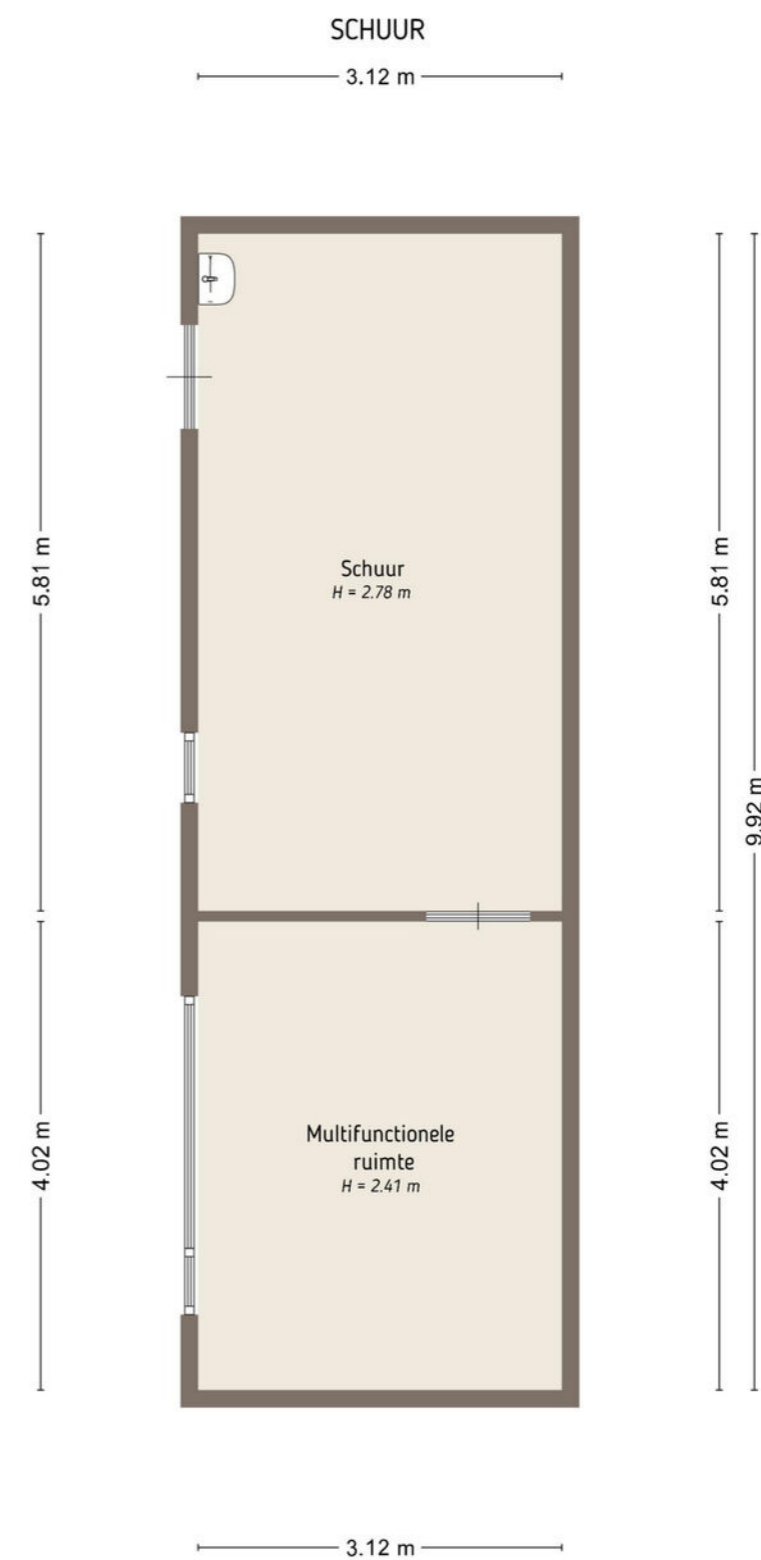 SCHUUR
3.12 m
Schuur
H = 2.78 m
5.81 m
5.81 m
9.92 m
Multifunctionele
ruimte
H = 2.41 m
4.02 m
4.02 m
3.12 m